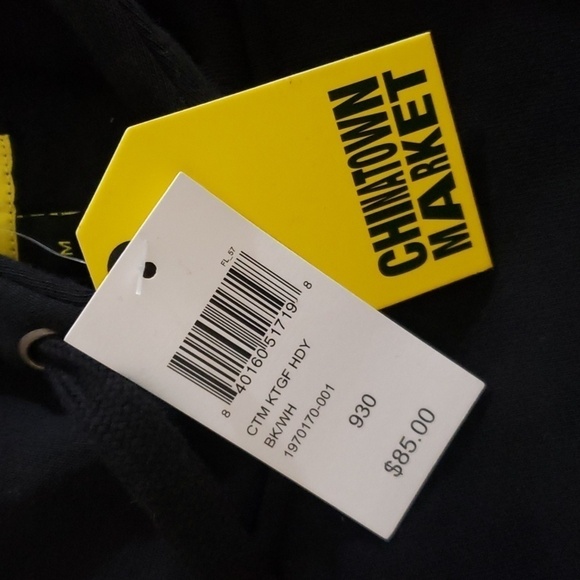 CHINATOWN
MARKET
M
FL_57
8 40160 51719 8
CTM KTGF HDY
BK/WH
1970170-001
930
$85.00